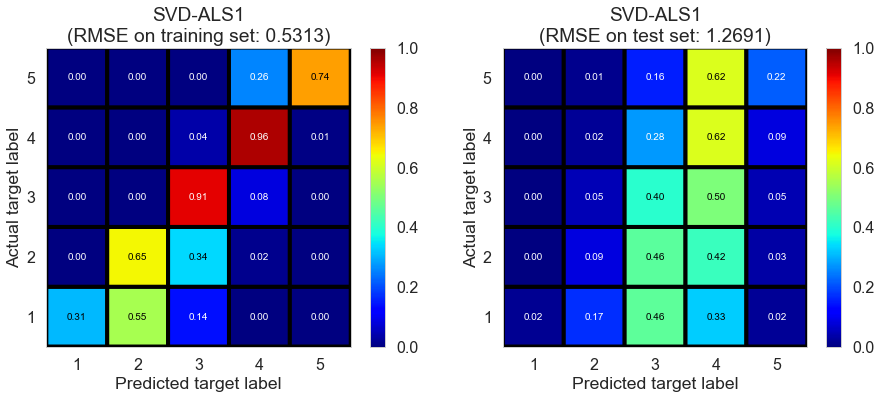 SVD-ALS1
(RMSE on training set: 0.5313)
Actual target label
5
0.00 0.00 0.00 0.26 0.74
4
0.00 0.00 0.04 0.96 0.01
3
0.00 0.00 0.91 0.08 0.00
2
0.00 0.65 0.34 0.02 0.00
1
0.31 0.55 0.14 0.00 0.00
1 2 3 4 5
Predicted target label
1.0
0.8
0.6
0.4
0.2
0.0
SVD-ALS1
(RMSE on test set: 1.2691)
Actual target label
5
0.00 0.01 0.16 0.62 0.22
4
0.00 0.02 0.28 0.62 0.09
3
0.00 0.05 0.40 0.50 0.05
2
0.00 0.09 0.46 0.42 0.03
1
0.02 0.17 0.46 0.33 0.02
1 2 3 4 5
Predicted target label
1.0
0.8
0.6
0.4
0.2
0.0